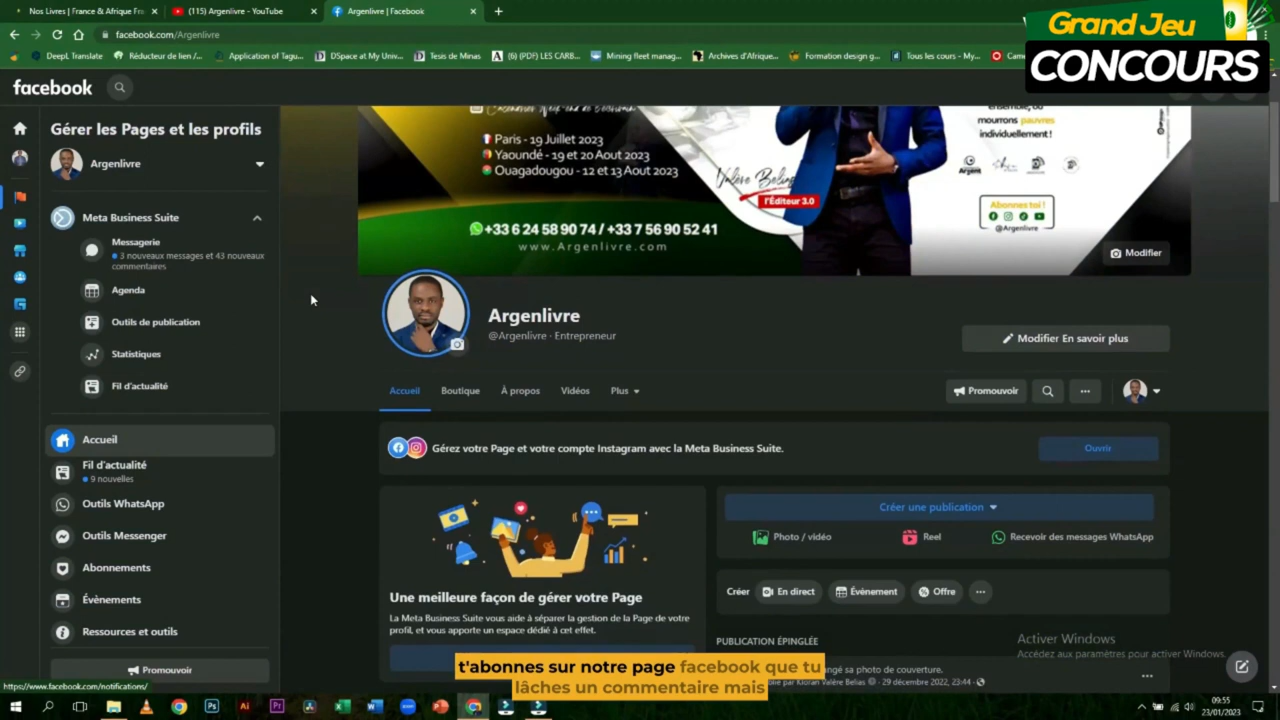 Nos Livres | France & Afrique Fr
(115) Argenlivre - YouTube
Argenlivre | Facebook
Grand Jeu
CONCOURS
facebook.com/Argenlivre
DeepL Translate
Réducteur de lien /...
Application of Tagu...
DSpace at My Univ...
Tesis de Minas
(6) (PDF) LES CARB...
Mining fleet manag...
Archives d'Afrique...
Formation design g...
Tous les cours - My...
facebook
Gérer les Pages et les profils
Argenlivre
Meta Business Suite
Messagerie
3 nouveaux messages et 43 nouveaux
commentaires
Agenda
Outils de publication
Statistiques
Fil d'actualité
Accueil
Fil d'actualité
9 nouvelles
Outils WhatsApp
Outils Messenger
Abonnements
Évènements
Ressources et outils
Promouvoir
https://www.facebook.com/notifications/
Paris - 19 Juillet 2023
Yaoundé - 19 et 20 Aout 2023
Ouagadougou - 12 et 13 Aout 2023
+33 6 24 58 90 74 / +33 7 56 90 52 41
www.Argenlivre.com
l'Éditeur 3.0
ensemble, ou
mourrons pauvres
individuellement !
Abonnes toi !
@Argenlivre
Modifier
Argenlivre
@Argenlivre · Entrepreneur
Modifier En savoir plus
Accueil
Boutique
À propos
Vidéos
Plus
Promouvoir
Gérez votre Page et votre compte Instagram avec la Meta Business Suite.
Ouvrir
Une meilleure façon de gérer votre Page
La Meta Business Suite vous aide à séparer la gestion de la Page de votre
profil, et vous apporte un espace dédié à cet effet.
Créer une publication
Photo / vidéo
Reel
Recevoir des messages WhatsApp
Créer
En direct
Évènement
Offre
PUBLICATION ÉPINGLÉE
Activer Windows
Accédez aux paramètres pour activer Windows.
t'abonnes sur notre page facebook que tu
lâches un commentaire mais
29 décembre 2022, 23:44
09:55
23/01/2023